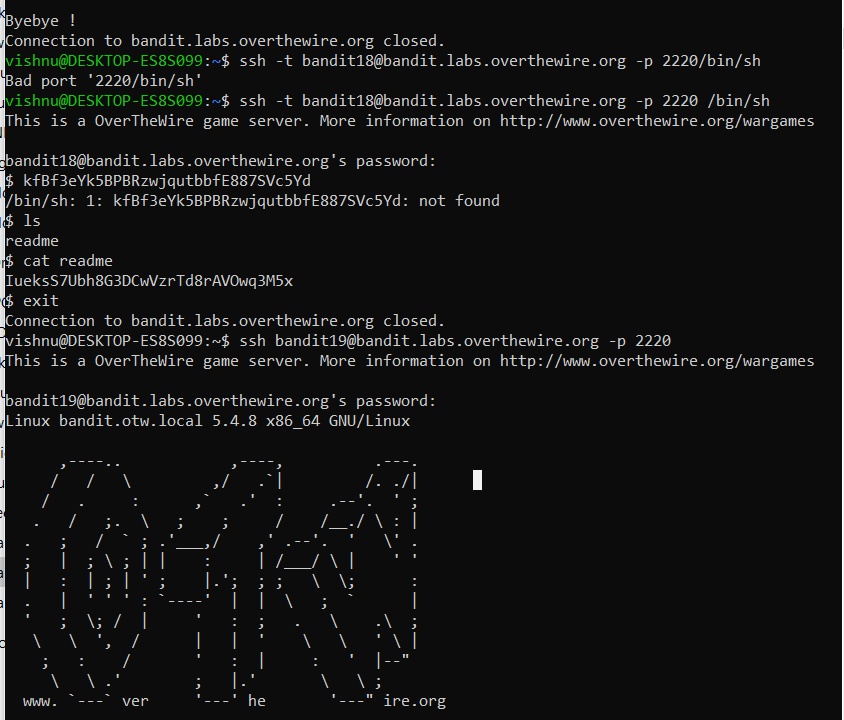 Byebye !
Connection to bandit.labs.overthewire.org closed.
vishnu@DESKTOP-ES8S099:~$ ssh -t bandit18@bandit.labs.overthewire.org -p 2220/bin/sh
Bad port '2220/bin/sh'
vishnu@DESKTOP-ES8S099:~$ ssh -t bandit18@bandit.labs.overthewire.org -p 2220 /bin/sh
This is a OverTheWire game server. More information on http://www.overthewire.org/wargames
bandit18@bandit.labs.overthewire.org's password:
$ kfBf3eYk5BPBRzwjqutbbfE887SVc5Yd
/bin/sh: 1: kfBf3eYk5BPBRzwjqutbbfE887SVc5Yd: not found
$ ls
readme
$ cat readme
IueksS7Ubh8G3DCwVzrTd8rAVOwq3M5x
$ exit
Connection to bandit.labs.overthewire.org closed.
vishnu@DESKTOP-ES8S099:~$ ssh bandit19@bandit.labs.overthewire.org -p 2220
This is a OverTheWire game server. More information on http://www.overthewire.org/wargames
bandit19@bandit.labs.overthewire.org's password:
Linux bandit.otw.local 5.4.8 x86_64 GNU/Linux
www. ver he ire.org